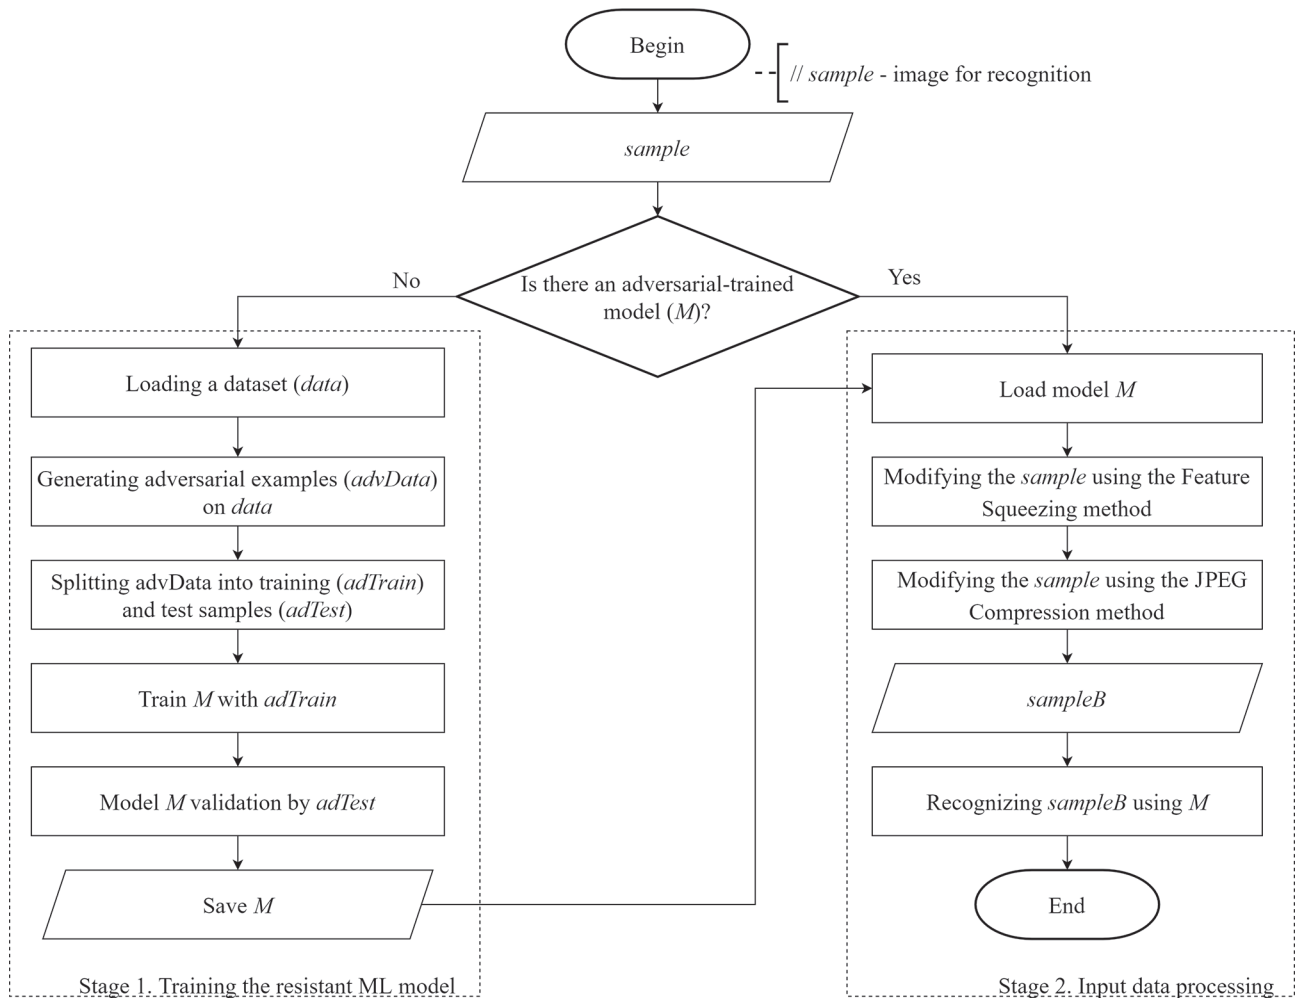 Begin
// sample - image for recognition
sample
Is there an adversarial-trained
model (M)?
No
Yes
Loading a dataset (data)
Generating adversarial examples (advData)
on data
Splitting advData into training (adTrain)
and test samples (adTest)
Train M with adTrain
Model M validation by adTest
Save M
Stage 1. Training the resistant ML model
Load model M
Modifying the sample using the Feature
Squeezing method
Modifying the sample using the JPEG
Compression method
sampleB
Recognizing sampleB using M
End
Stage 2. Input data processing